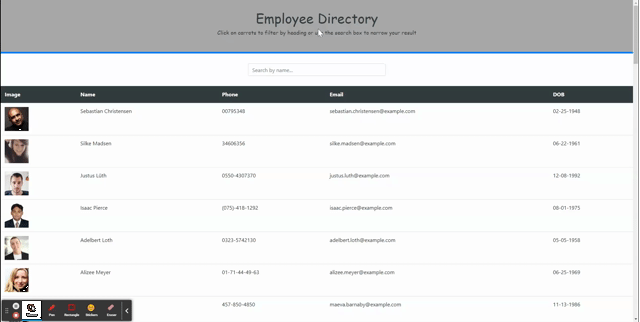 Employee Directory
Click on carrots to filter by heading or use the search box to narrow your result
Search by name...
Image Name Phone Email DOB
Sebastian Christensen 00795348 sebastian.christensen@example.com 02-25-1948
Silke Madsen 34606356 silke.madsen@example.com 06-22-1961
Justus Lüth 0550-4307370 justus.luth@example.com 12-08-1992
Isaac Pierce (075)-418-1292 isaac.pierce@example.com 06-01-1975
Adelbert Loth 0323-5742130 adelbert.loth@example.com 05-05-1958
Alizee Meyer 01-71-44-49-63 alizee.meyer@example.com 06-25-1969
457-850-4850 maeva.barnaby@example.com 11-13-1986
Pen Rectangle Stickers Eraser